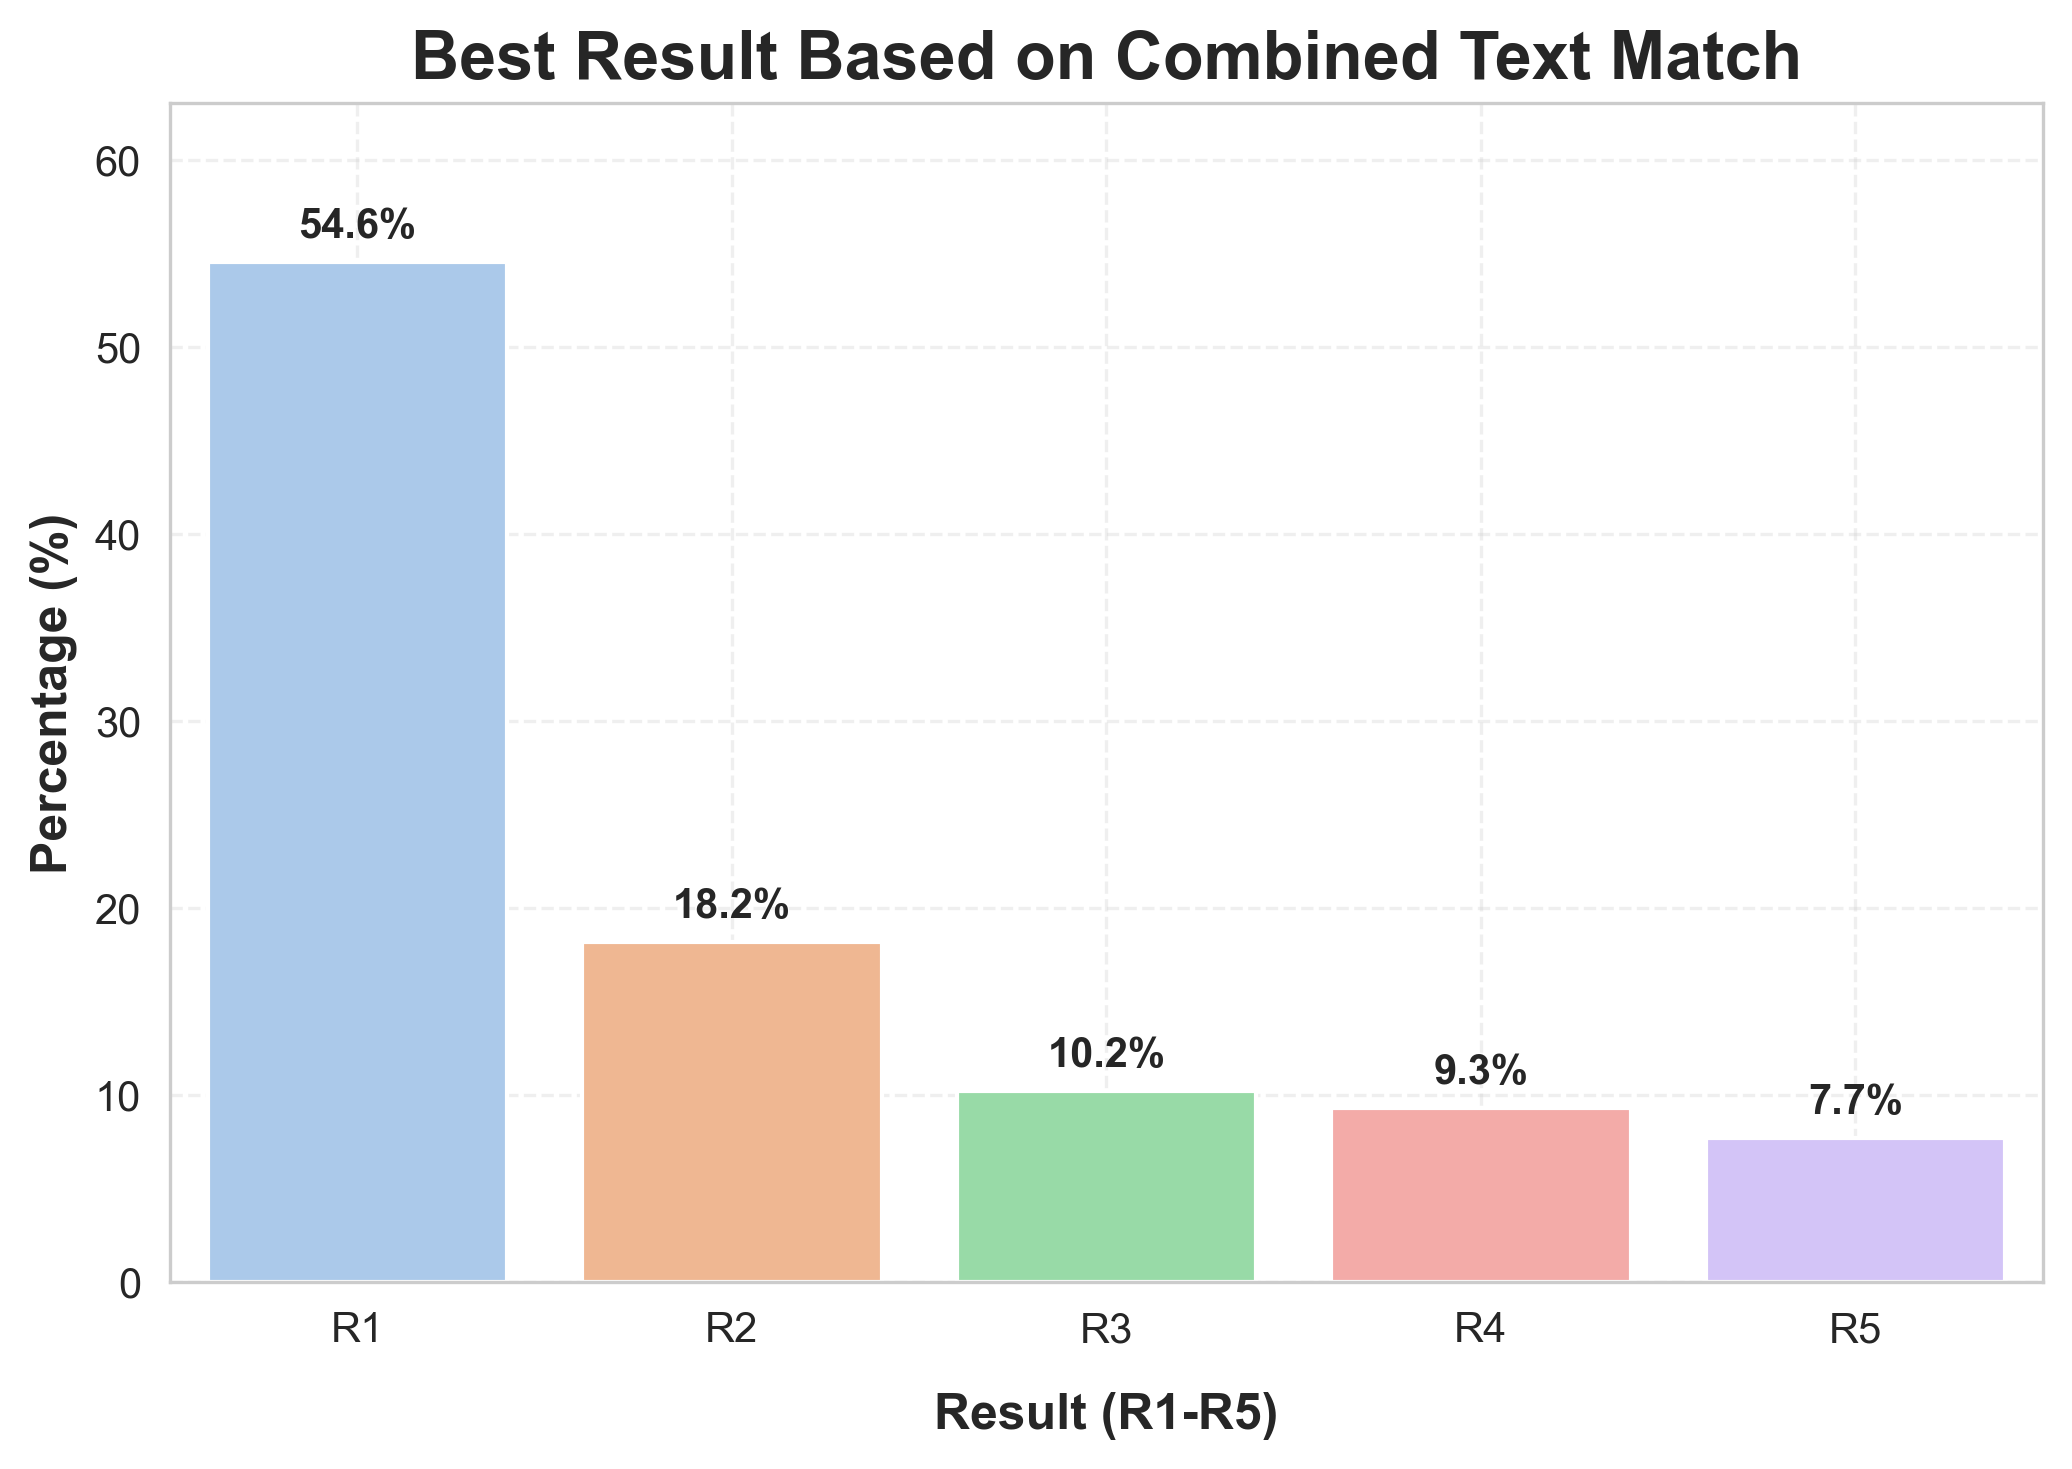 Best Result Based on Combined Text Match
Percentage (%)
60
50
40
30
20
10
0
54.6%
18.2%
10.2%
9.3%
7.7%
R1
R2
R3
R4
R5
Result (R1-R5)